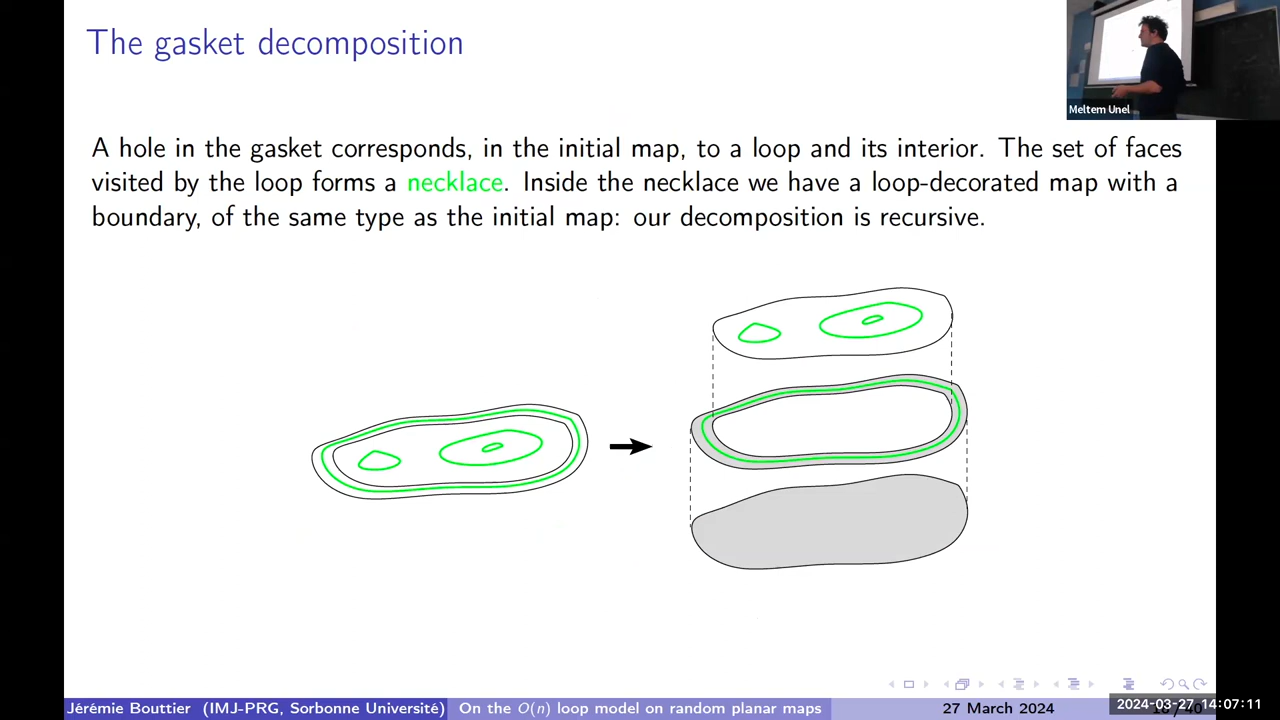 The gasket decomposition
Meltem Unel
A hole in the gasket corresponds, in the initial map, to a loop and its interior. The set of faces
visited by the loop forms a necklace. Inside the necklace we have a loop-decorated map with a
boundary, of the same type as the initial map: our decomposition is recursive.
Jérémie Bouttier (IMJ-PRG, Sorbonne Université)
On the O(n) loop model on random planar maps
27 March 2024
2024-03-27 14:07:11